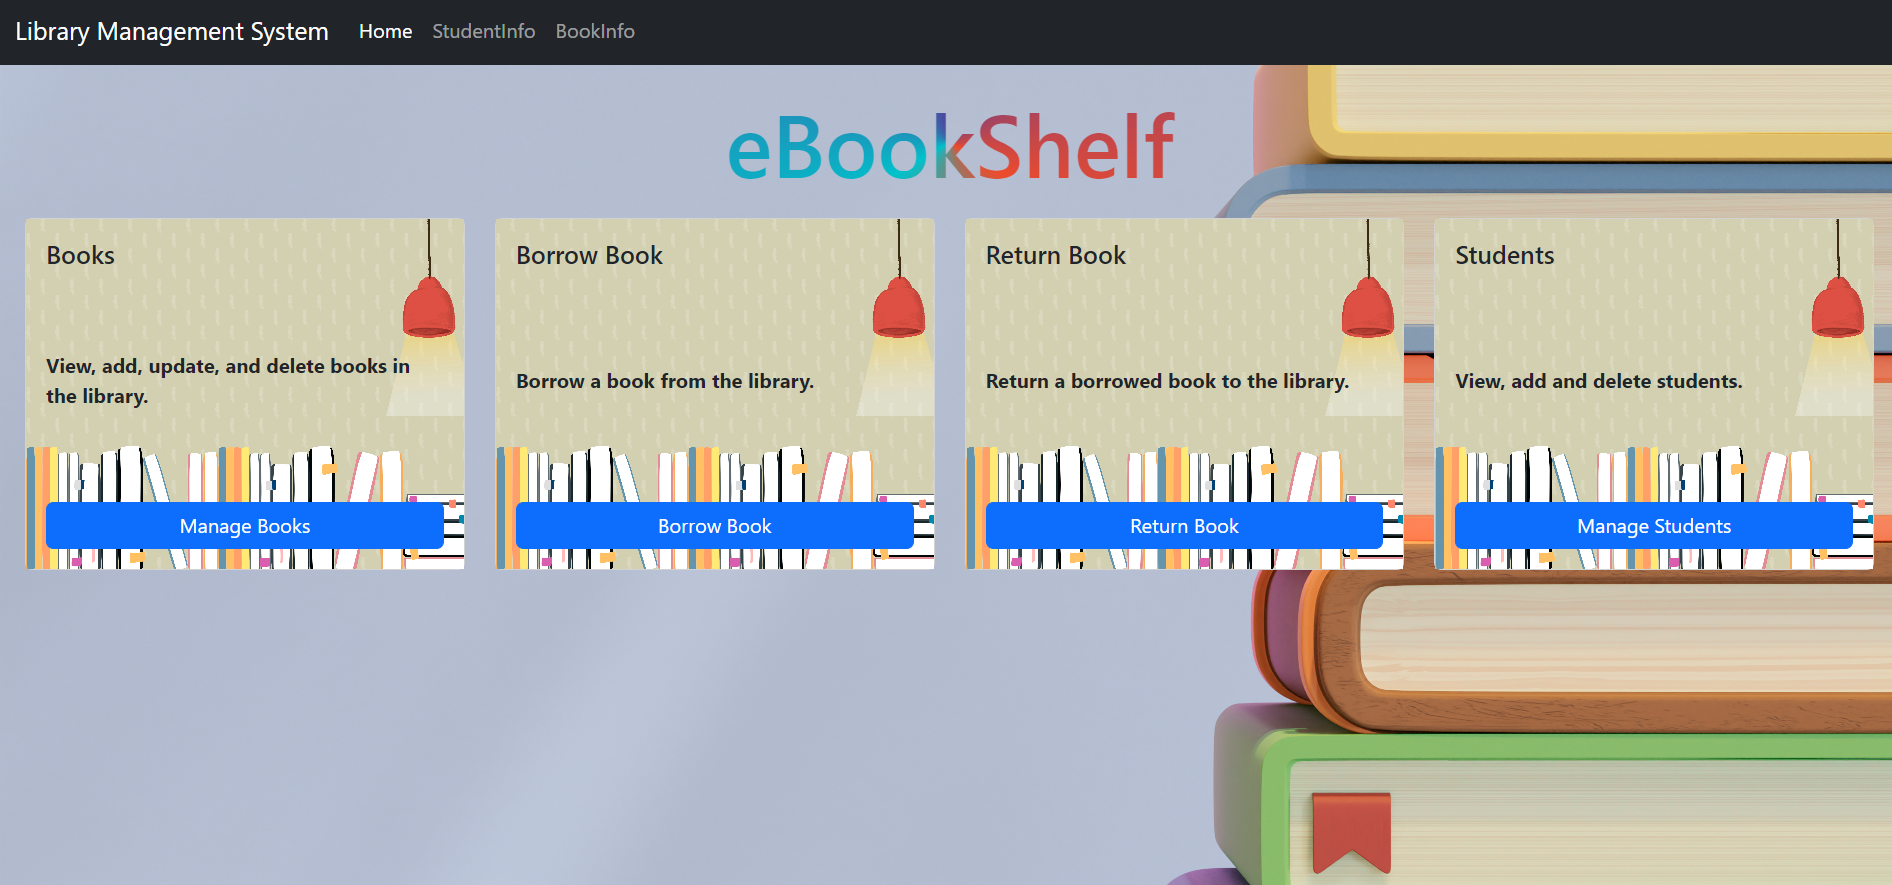 Library Management System Home StudentInfo BookInfo
eBookShelf
Books
View, add, update, and delete books in
the library.
Manage Books
Borrow Book
Borrow a book from the library.
Borrow Book
Return Book
Return a borrowed book to the library.
Return Book
Students
View, add and delete students.
Manage Students